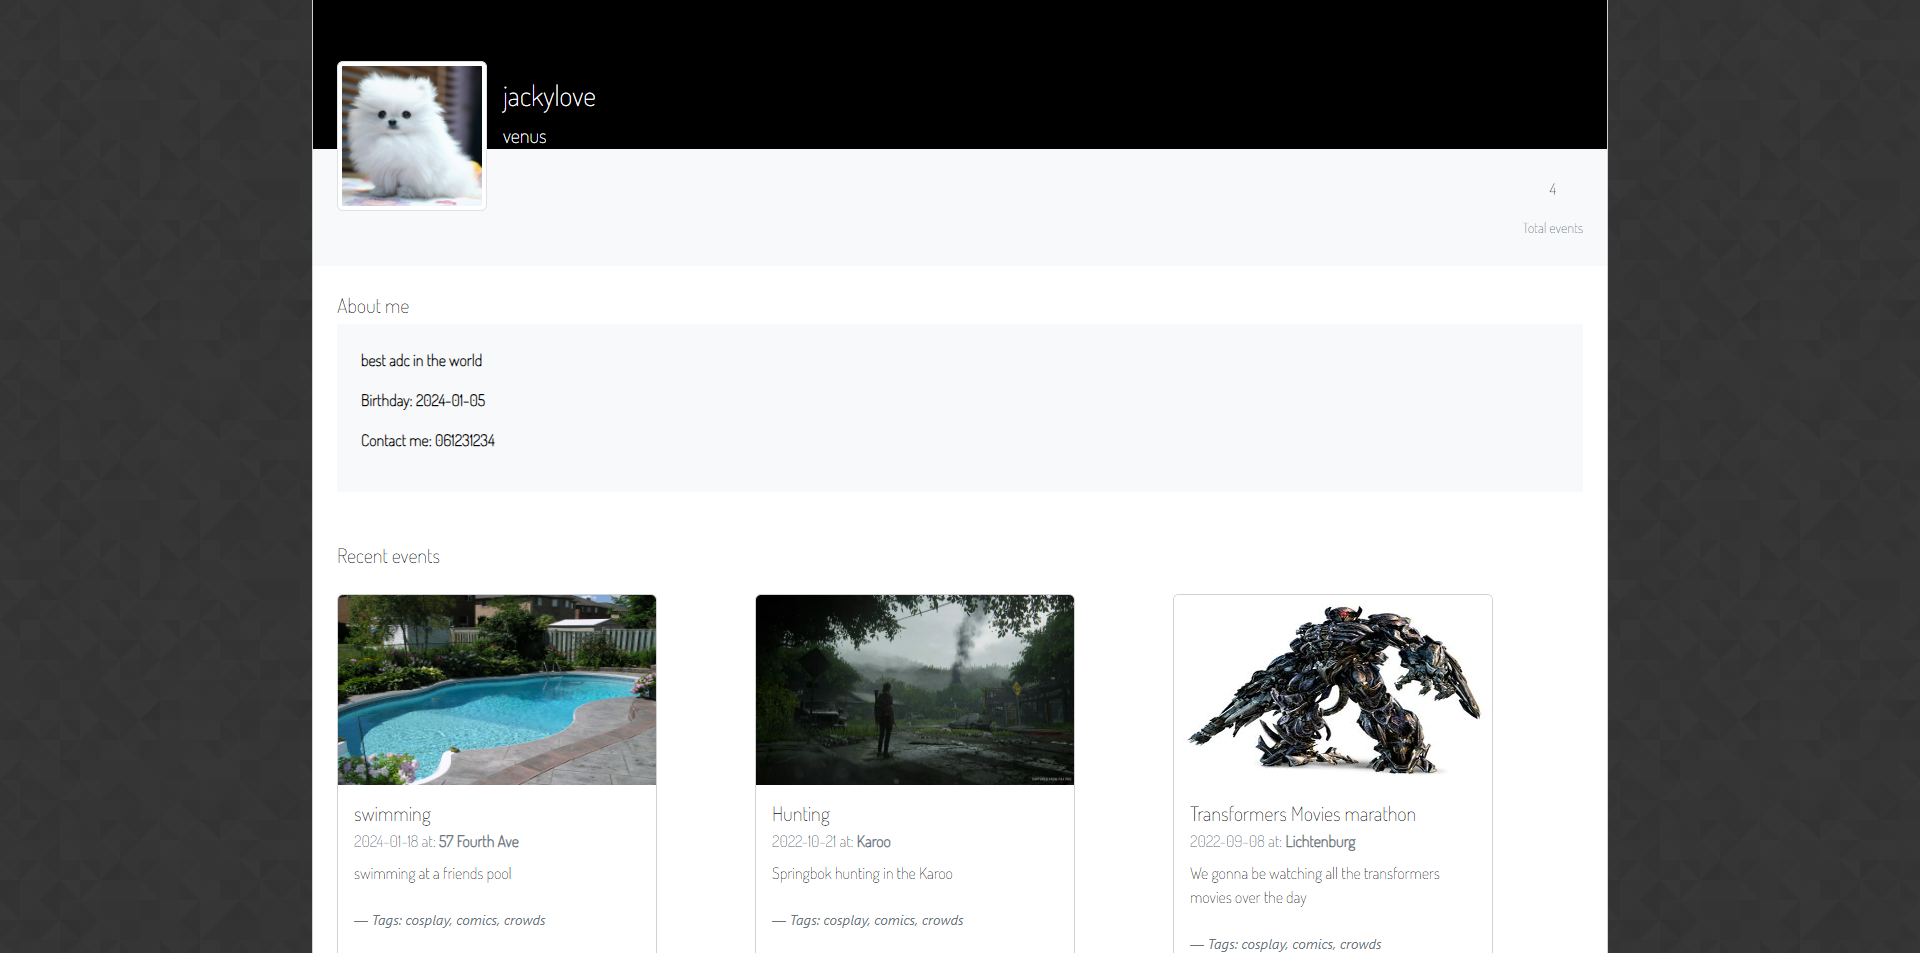 jackylove
venus
4
Total events
About me
best adc in the world
Birthday: 2024-01-05
Contact me: 061231234
Recent events
swimming
2024-01-18 at: 57 Fourth Ave
swimming at a friends pool
— Tags: cosplay, comics, crowds
Hunting
2022-10-21 at: Karoo
Springbok hunting in the Karoo
— Tags: cosplay, comics, crowds
Transformers Movies marathon
2022-09-08 at: Lichtenburg
We gonna be watching all the transformers
movies over the day
— Tags: cosplay, comics, crowds